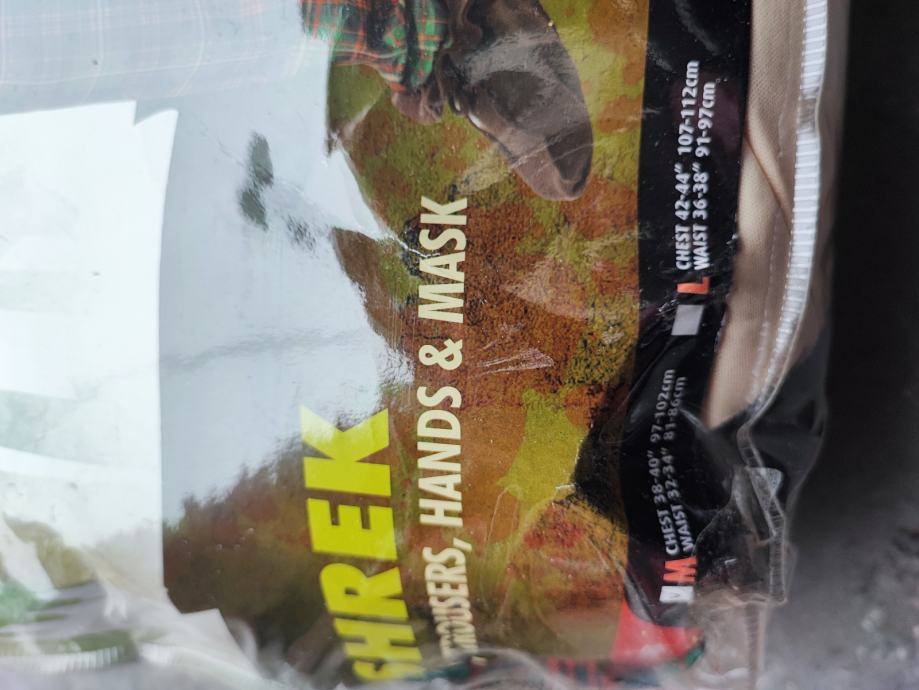 SHREK
TROUSERS, HANDS & MASK
M CHEST 38-40" 97-102cm
WAIST 32-34" 81-86cm
L CHEST 42-44" 107-112cm
WAIST 36-38" 91-97cm